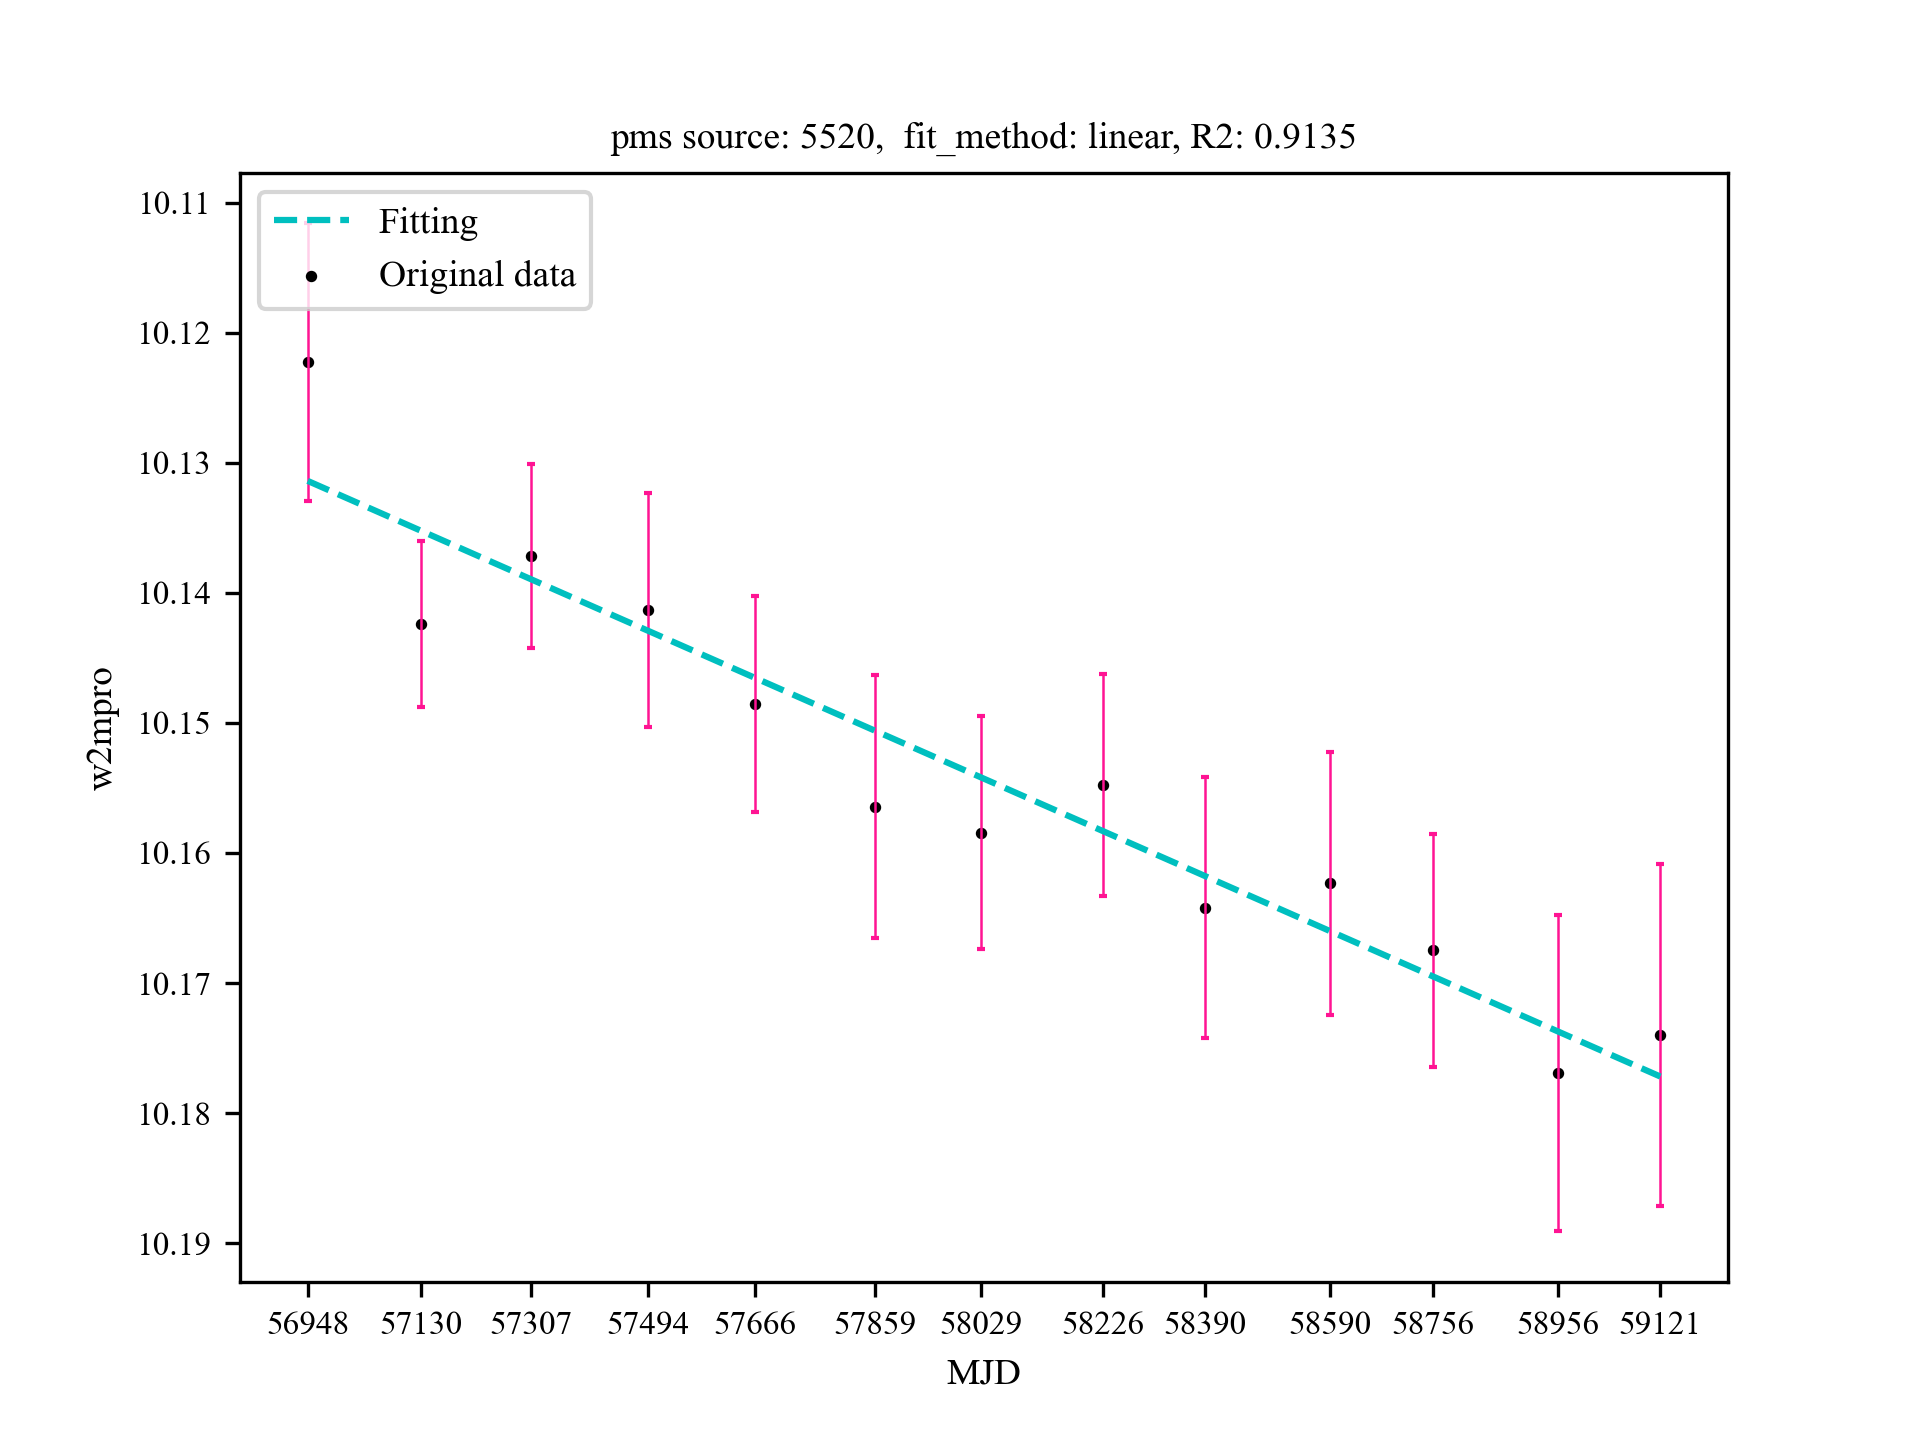 pms source: 5520,  fit_method: linear, R2: 0.9135
Fitting
Original data
10.11
10.12
10.13
10.14
10.15
10.16
10.17
10.18
10.19
w2mpro
56948 57130 57307 57494 57666 57859 58029 58226 58390 58590 58756 58956 59121
MJD